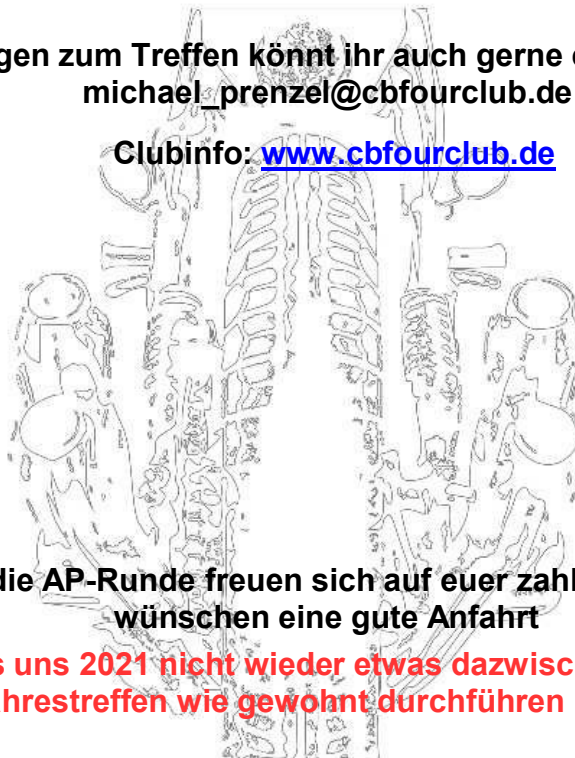 gen zum Treffen könnt ihr auch gerne
michael_prenzel@cbfourclub.de
Clubinfo: www.cbfourclub.de
die AP-Runde freuen sich auf euer zahl
wünschen eine gute Anfahrt
s uns 2021 nicht wieder etwas dazwisc
hrestreffen wie gewohnt durchführen